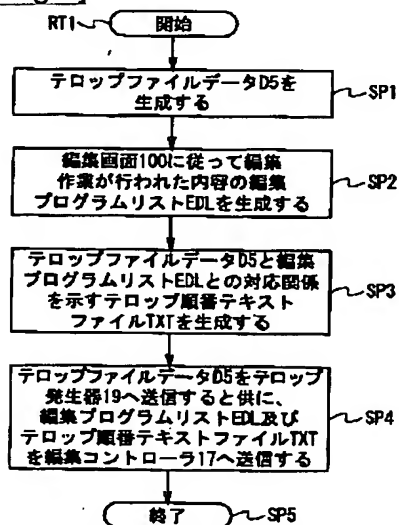 RT1
開始
テロップファイルデータD5を
生成する
SP1
編集画面100に従って編集
作業が行われた内容の編集
プログラムリストEDLを生成する
SP2
テロップファイルデータD5と編集
プログラムリストEDLとの対応関係
を示すテロップ順番テキスト
ファイルTXTを生成する
SP3
テロップファイルデータD5をテロップ
発生器19へ送信すると供に、
編集プログラムリストEDL及び
テロップ順番テキストファイルTXT
を編集コントローラ17へ送信する
SP4
終了
SP5